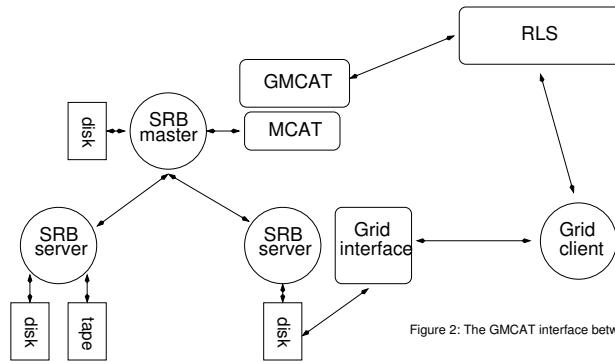 RLS
GMCAT
SRB
master
MCAT
disk
SRB
server
SRB
server
Grid
interface
Grid
client
disk
tape
disk
Figure 2: The GMCAT interface betw